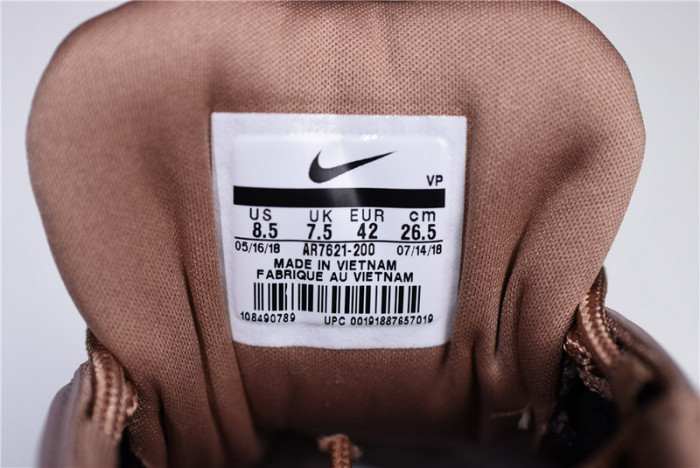 VP
US UK EUR cm
8.5 7.5 42 26.5
05/16/18 AR7621-200 07/14/18
MADE IN VIETNAM
FABRIQUE AU VIETNAM
108490789 UPC 00191887657019